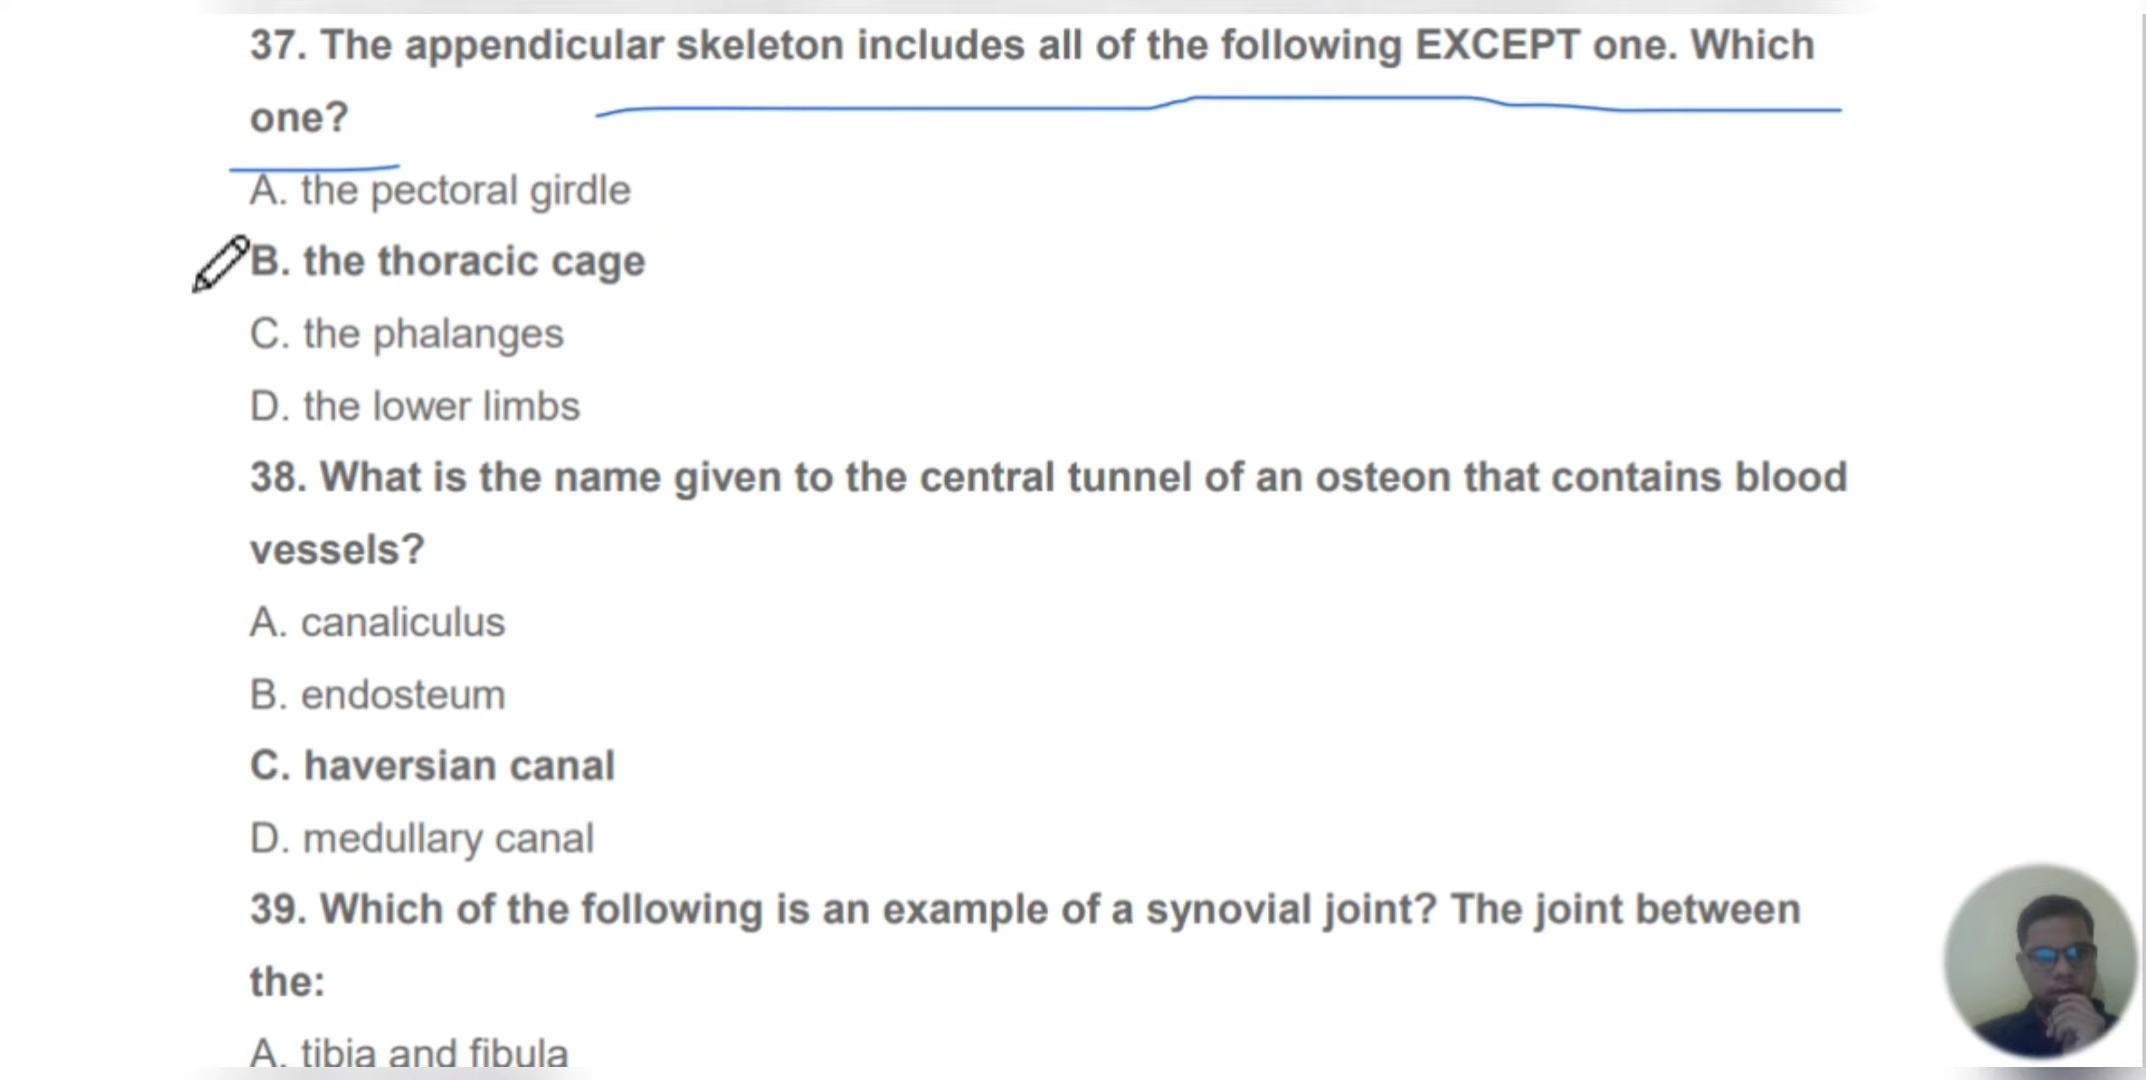 37. The appendicular skeleton includes all of the following EXCEPT one. Which
one?
A. the pectoral girdle
B. the thoracic cage
C. the phalanges
D. the lower limbs
38. What is the name given to the central tunnel of an osteon that contains blood
vessels?
A. canaliculus
B. endosteum
C. haversian canal
D. medullary canal
39. Which of the following is an example of a synovial joint? The joint between
the:
A. tibia and fibula